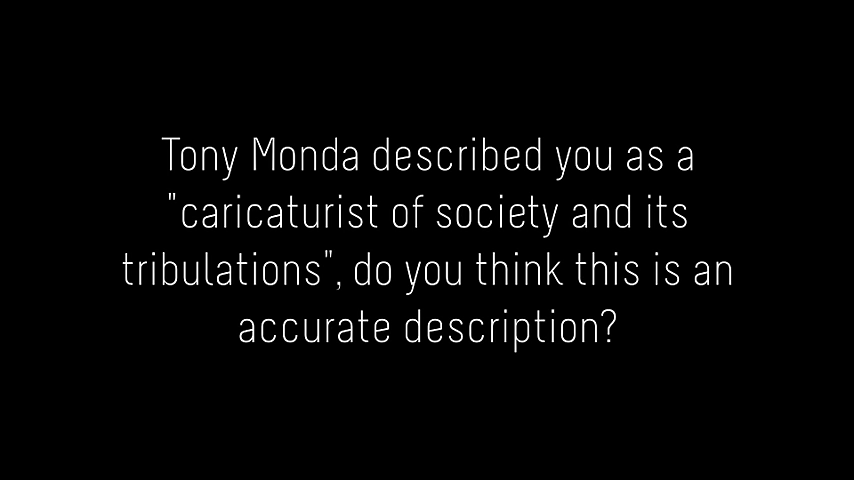 Tony Monda described you as a
"caricaturist of society and its
tribulations", do you think this is an
accurate description?